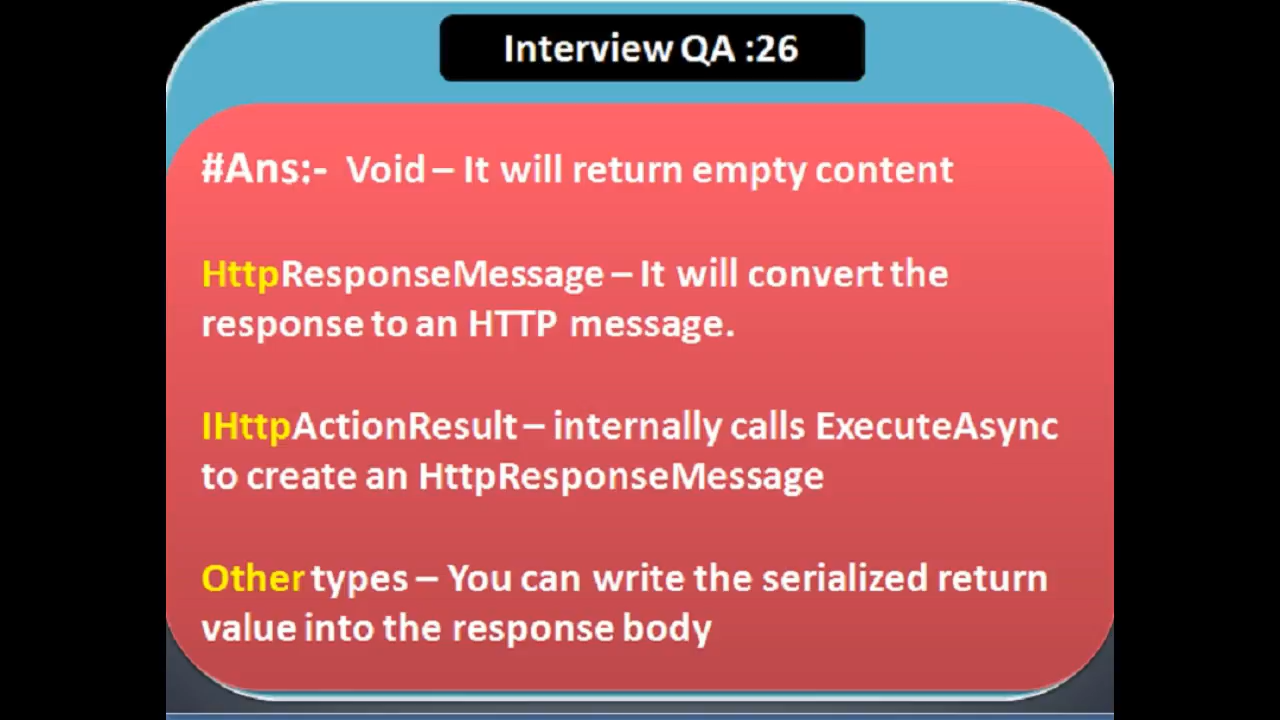 Interview QA :26
#Ans:- Void – It will return empty content
HttpResponseMessage – It will convert the
response to an HTTP message.
IHttpActionResult – internally calls ExecuteAsync
to create an HttpResponseMessage
Other types – You can write the serialized return
value into the response body